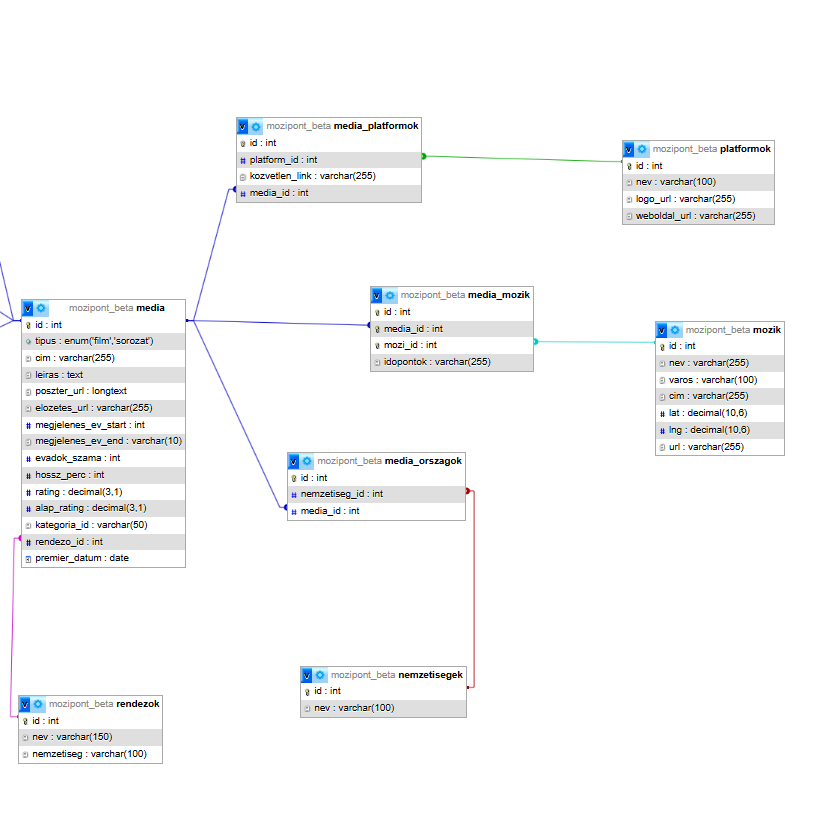 mozipont_beta media_platformok
id : int
platform_id : int
kozvetlen_link : varchar(255)
media_id : int
mozipont_beta platformok
id : int
nev : varchar(100)
logo_url : varchar(255)
weboldal_url : varchar(255)
mozipont_beta media
id : int
tipus : enum('film','sorozat')
cim : varchar(255)
leiras : text
poszter_url : longtext
elozetes_url : varchar(255)
megjelenes_ev_start : int
megjelenes_ev_end : varchar(10)
evadok_szama : int
hossz_perc : int
rating : decimal(3,1)
alap_rating : decimal(3,1)
kategoria_id : varchar(50)
rendezo_id : int
premier_datum : date
mozipont_beta media_mozik
id : int
media_id : int
mozi_id : int
idopontok : varchar(255)
mozipont_beta mozik
id : int
nev : varchar(255)
varos : varchar(100)
cim : varchar(255)
lat : decimal(10,6)
lng : decimal(10,6)
url : varchar(255)
mozipont_beta media_orszagok
id : int
nemzetiseg_id : int
media_id : int
mozipont_beta nemzetisegek
id : int
nev : varchar(100)
mozipont_beta rendezok
id : int
nev : varchar(150)
nemzetiseg : varchar(100)